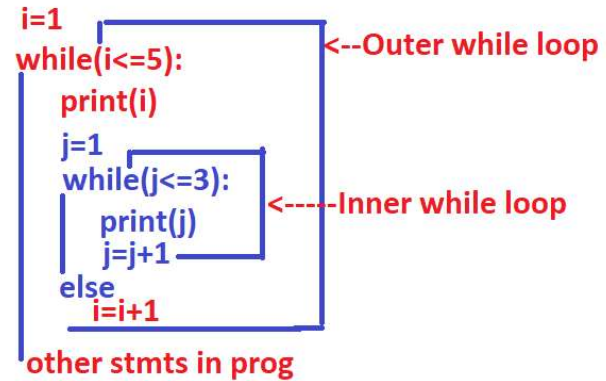 i=1
while(i<=5): <--Outer while loop
print(i)
j=1
while(j<=3):
<-----Inner while loop
print(j)
j=j+1
else
i=i+1
other stmts in prog